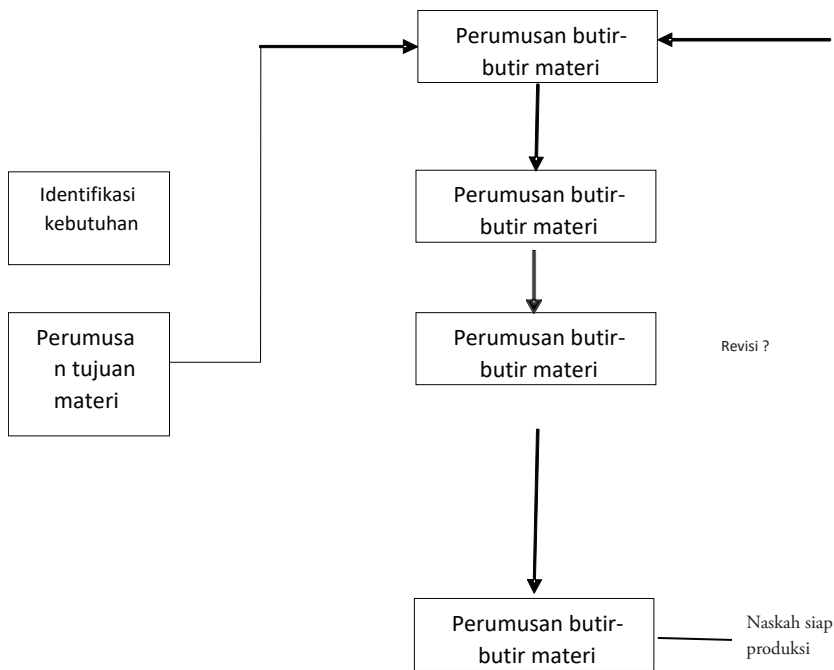 Perumusan butir-
butir materi
Identifikasi
kebutuhan
Perumusan butir-
butir materi
Perumusa
n tujuan
materi
Perumusan butir-
butir materi
Revisi ?
Perumusan butir-
butir materi
Naskah siap
produksi